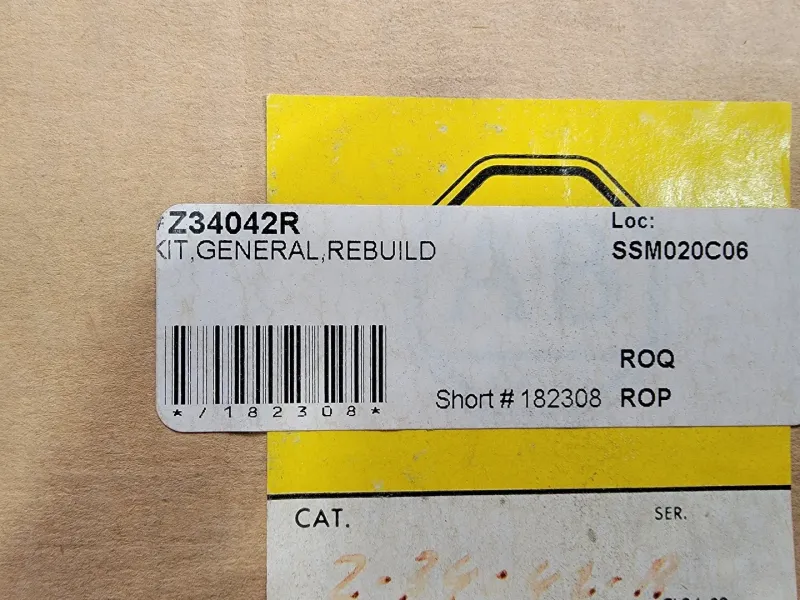 #Z34042R
Loc:
KIT,GENERAL,REBUILD
SSM020C06
ROQ
Short # 182308 ROP
*/182308*
CAT.
SER.